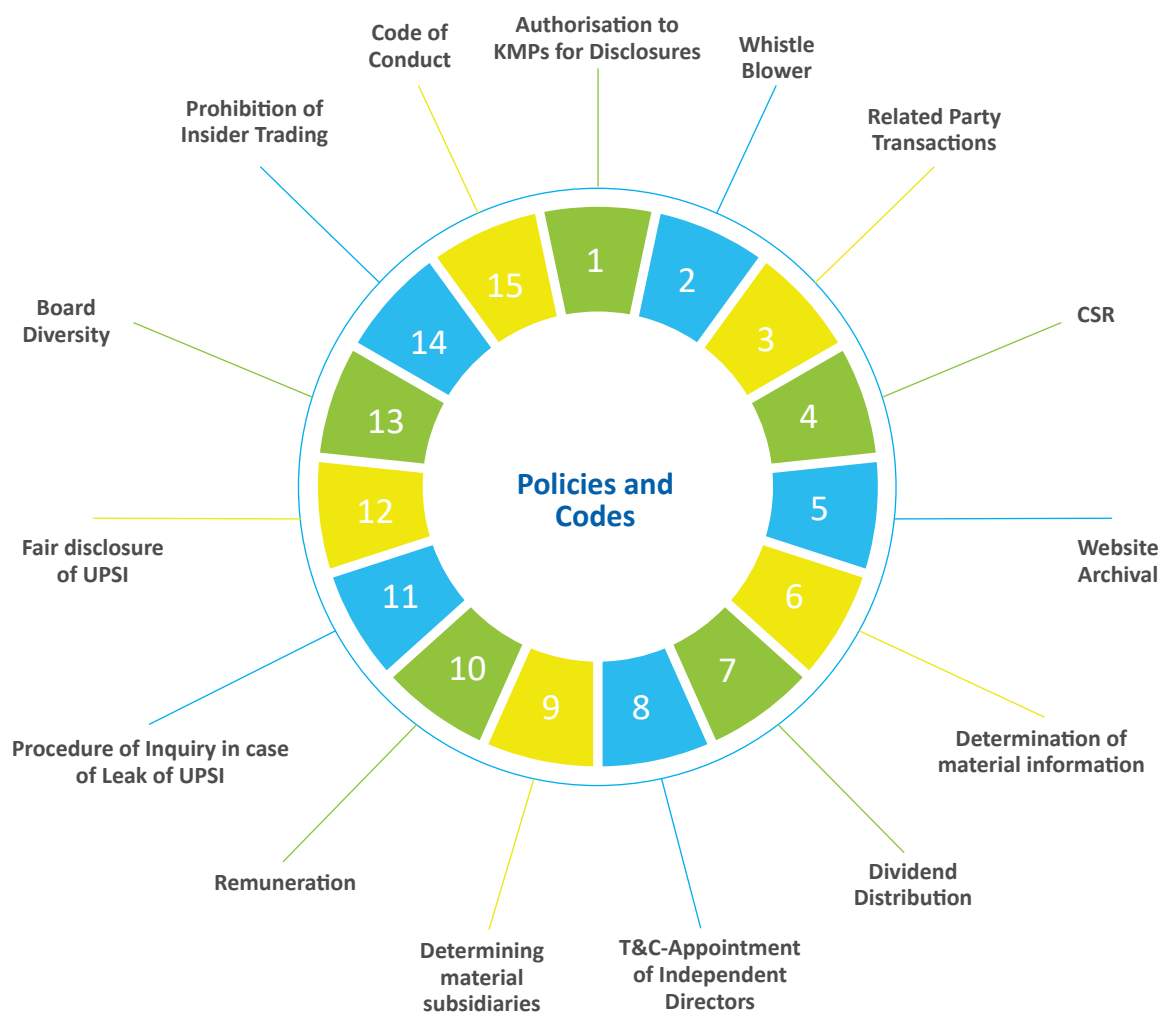 Authorisation to
KMPs for Disclosures
Whistle
Blower
Related Party
Transactions
CSR
Website
Archival
Determination of
material information
Dividend
Distribution
T&C-Appointment
of Independent
Directors
Determining
material
subsidiaries
Remuneration
Procedure of Inquiry in case
of Leak of UPSI
Fair disclosure
of UPSI
Board
Diversity
Prohibition of
Insider Trading
Code of
Conduct
1
2
3
4
5
6
7
8
9
10
11
12
13
14
15
Policies and
Codes